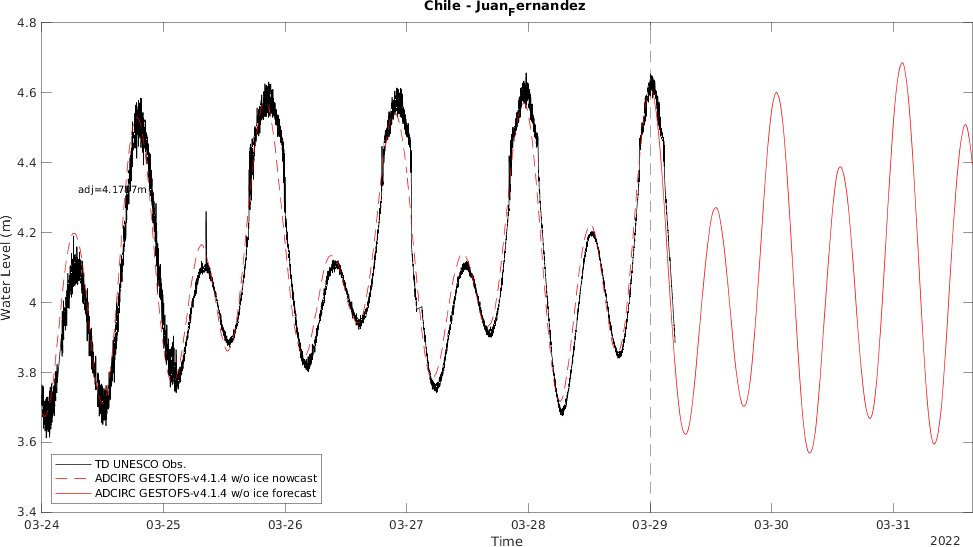 Chile - JuanFernandez
4.8
4.6
4.4
4.2
4
3.8
3.6
3.4
Water Level (m)
adj=4.1787m
TD UNESCO Obs.
ADCIRC GESTOFS-v4.1.4 w/o ice nowcast
ADCIRC GESTOFS-v4.1.4 w/o ice forecast
03-24
03-25
03-26
03-27
03-28
03-29
03-30
03-31
Time
2022